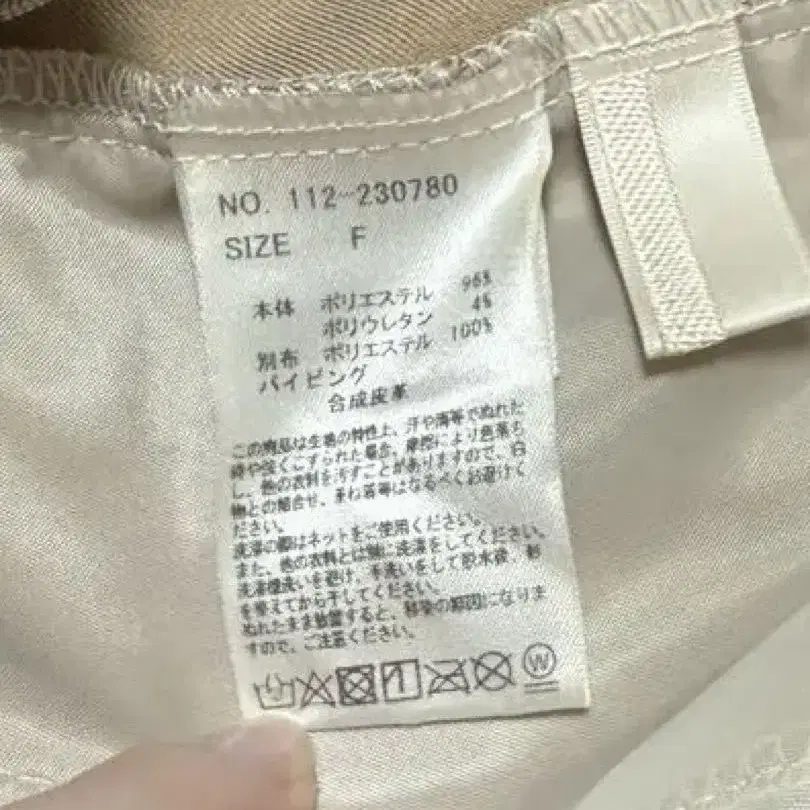 NO. 112-230780
SIZE F
本体 ポリエステル 96%
ポリウレタン 4%
別布 ポリエステル 100%
パイピング
合成皮革
この商品は生地の特性上、汗や海等でぬれた
時や強くこすられた場合、摩擦により色落ち
し、他の衣料を汚すことがありますので、白
物との組合せ、重ね着等はなるべくお避けく
ださい。
洗濯の際はネットをご使用ください。
また、他の衣料とは別に洗濯をしてください。
洗濯機洗いを避け、手洗いをして脱水後、形
を整えてから干してください。
ぬれたまま放置すると、移染の原因になりま
すので、ご注意ください。
W